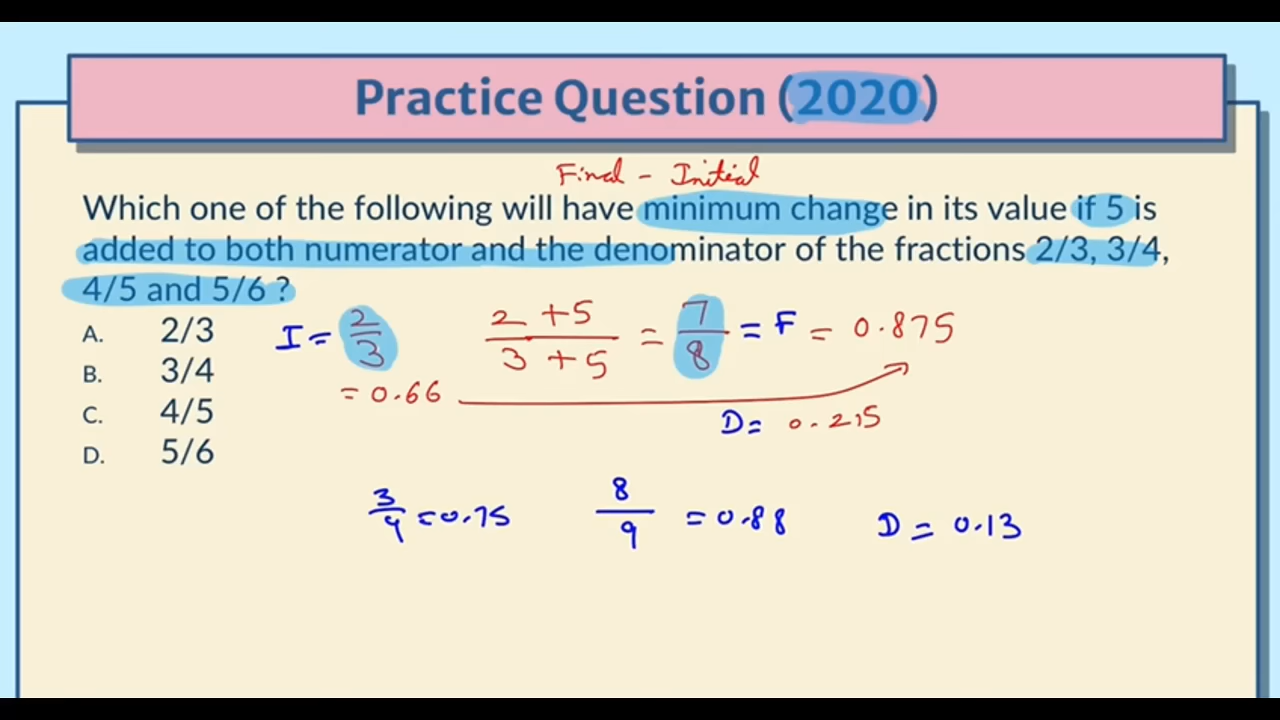 Practice Question (2020)
Final - Initial
Which one of the following will have minimum change in its value if 5 is
added to both numerator and the denominator of the fractions 2/3, 3/4,
4/5 and 5/6 ?
A. 2/3
B. 3/4
C. 4/5
D. 5/6
I = 2/3
= 0.66
2 +5 / 3 +5 = 7/8 = F = 0.875
D = 0.215
3/4 = 0.75 8/9 = 0.88 D = 0.13